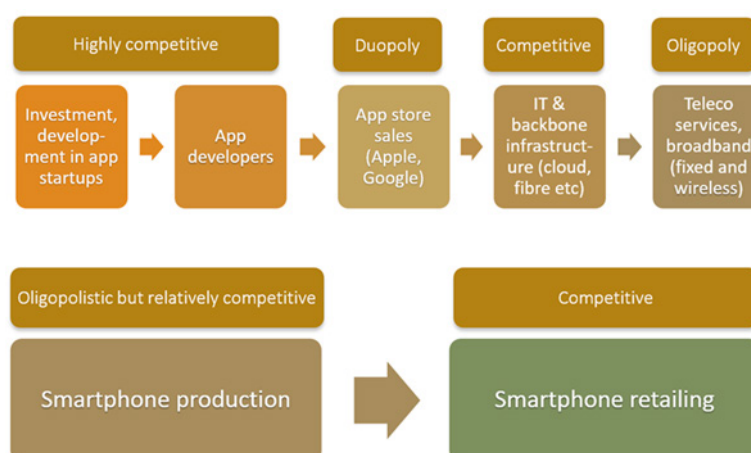 Highly competitive
Duopoly
Competitive
Oligopoly
Investment,
develop-
ment in app
startups
App
developers
App store
sales
(Apple,
Google)
IT &
backbone
infrastruct-
ure (cloud,
fibre etc)
Teleco
services,
broadband
(fixed and
wireless)
Oligopolistic but relatively competitive
Competitive
Smartphone production
Smartphone retailing